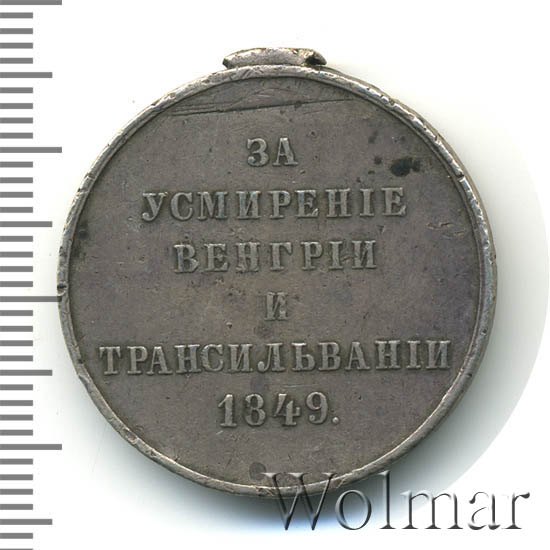 ЗА
УСМИРЕНІЕ
ВЕНГРІИ
И
ТРАНСИЛЬВАНІИ
1849.
Wolmar